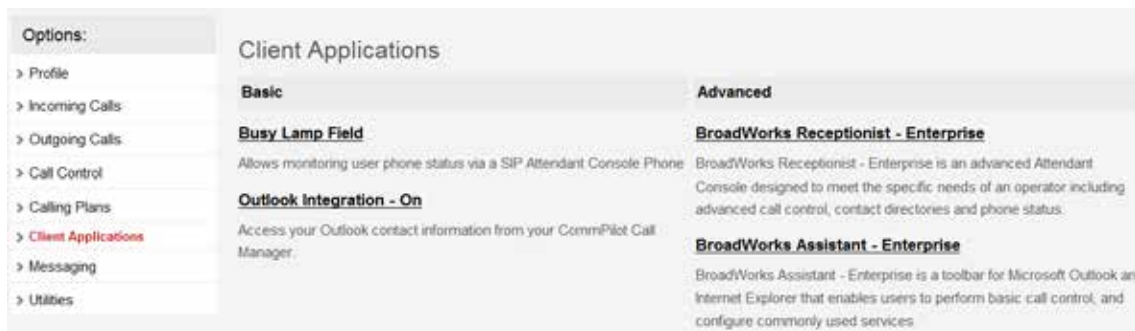 Options:
> Profile
> Incoming Calls
> Outgoing Calls
> Call Control
> Calling Plans
> Client Applications
> Messaging
> Utilities
Client Applications
Basic
Busy Lamp Field
Allows monitoring user phone status via a SIP Attendant Console Phone
Outlook Integration - On
Access your Outlook contact information from your CommPilot Call
Manager.
Advanced
BroadWorks Receptionist - Enterprise
BroadWorks Receptionist - Enterprise is an advanced Attendant
Console designed to meet the specific needs of an operator including
advanced call control, contact directories and phone status.
BroadWorks Assistant - Enterprise
BroadWorks Assistant - Enterprise is a toolbar for Microsoft Outlook an
Internet Explorer that enables users to perform basic call control, and
configure commonly used services